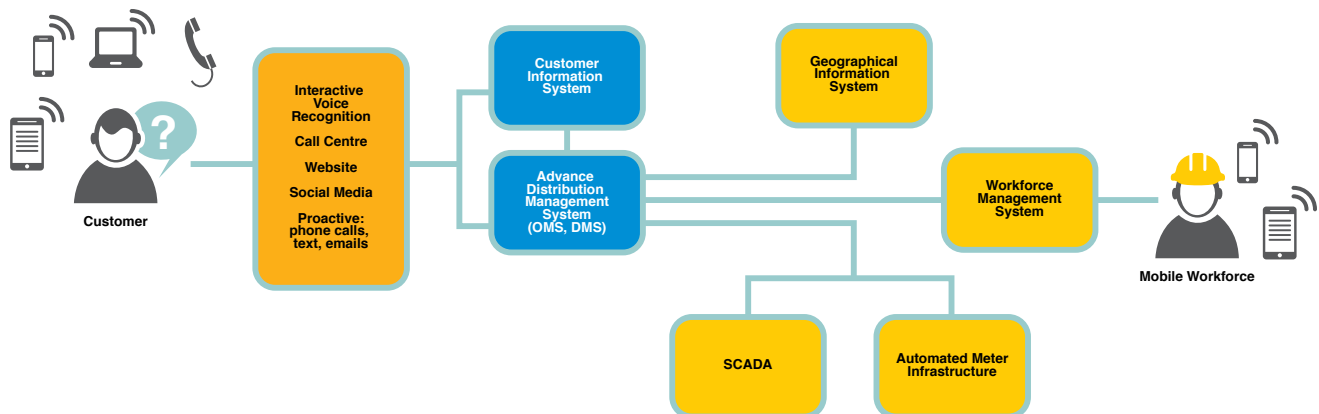 ?
Customer
Interactive
Voice
Recognition
Call Centre
Website
Social Media
Proactive:
phone calls,
text, emails
Customer
Information
System
Advance
Distribution
Management
System
(OMS, DMS)
Geographical
Information
System
Workforce
Management
System
Mobile Workforce
SCADA
Automated Meter
Infrastructure